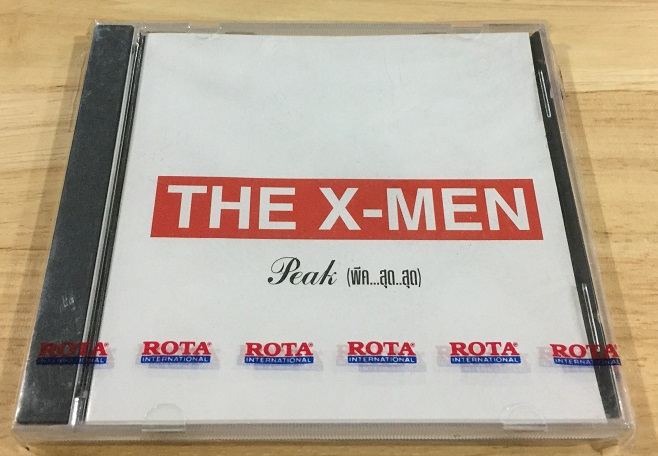 THE X-MEN
Peak (พีค...สุด..สุด)
ROTA® ROTA® ROTA® ROTA® ROTA® ROTA®
INTERNATIONAL INTERNATIONAL INTERNATIONAL INTERNATIONAL INTERNATIONAL INTERNATIONAL